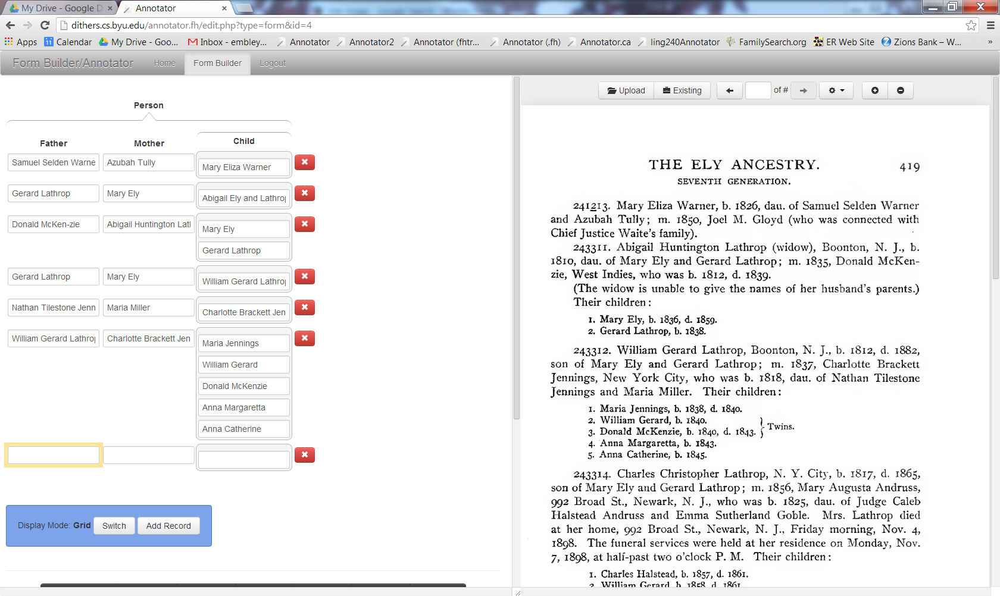 My Drive - Google D
Annotator
dithers.cs.byu.edu/annotator.fh/edit.php?type=form&id=4
Apps
11 Calendar
My Drive - Goo...
Inbox - embley...
Annotator
Annotator2
Annotator (fhtr...
Annotator (.fh)
Annotator.ca
ling240Annotator
FamilySearch.org
ER Web Site
Zions Bank – W...
»
Form Builder/Annotator
Home
Form Builder
Logout
Person
Father
Mother
Child
Samuel Selden Warne
Azubah Tully
Mary Eliza Warner
Gerard Lathrop
Mary Ely
Abigail Ely and Lathrop
Donald McKen-zie
Abigail Huntington Latl
Mary Ely
Gerard Lathrop
Gerard Lathrop
Mary Ely
William Gerard Lathrop
Nathan Tilestone Jenn
Maria Miller
Charlotte Brackett Jen
William Gerard Lathrop
Charlotte Brackett Jen
Maria Jennings
William Gerard
Donald McKenzie
Anna Margaretta
Anna Catherine
Display Mode: Grid
Switch
Add Record
Upload
Existing
of #
THE ELY ANCESTRY. 419
SEVENTH GENERATION.
241213. Mary Eliza Warner, b. 1826, dau. of Samuel Selden Warner
and Azubah Tully; m. 1850, Joel M. Gloyd (who was connected with
Chief Justice Waite's family).
243311. Abigail Huntington Lathrop (widow), Boonton, N. J., b.
1810, dau. of Mary Ely and Gerard Lathrop; m. 1835, Donald McKen-
zie, West Indies, who was b. 1812, d. 1839.
(The widow is unable to give the names of her husband's parents.)
Their children:
1. Mary Ely, b. 1836, d. 1859.
2. Gerard Lathrop, b. 1838.
243312. William Gerard Lathrop, Boonton, N. J., b. 1812, d. 1882,
son of Mary Ely and Gerard Lathrop; m. 1837, Charlotte Brackett
Jennings, New York City, who was b. 1818, dau. of Nathan Tilestone
Jennings and Maria Miller. Their children:
1. Maria Jennings, b. 1838, d. 1840.
2. William Gerard, b. 1840.
3. Donald McKenzie, b. 1840, d. 1843. } Twins.
4. Anna Margaretta, b. 1843.
5. Anna Catherine, b. 1845.
243314. Charles Christopher Lathrop, N. Y. City, b. 1817, d. 1865,
son of Mary Ely and Gerard Lathrop; m. 1856, Mary Augusta Andruss,
992 Broad St., Newark, N. J., who was b. 1825, dau. of Judge Caleb
Halstead Andruss and Emma Sutherland Goble. Mrs. Lathrop died
at her home, 992 Broad St., Newark, N. J., Friday morning, Nov. 4,
1898. The funeral services were held at her residence on Monday, Nov.
7, 1898, at half-past two o'clock P. M. Their children:
1. Charles Halstead, b. 1857, d. 1861.
2. William Gerard, b. 1858, d. 1861.